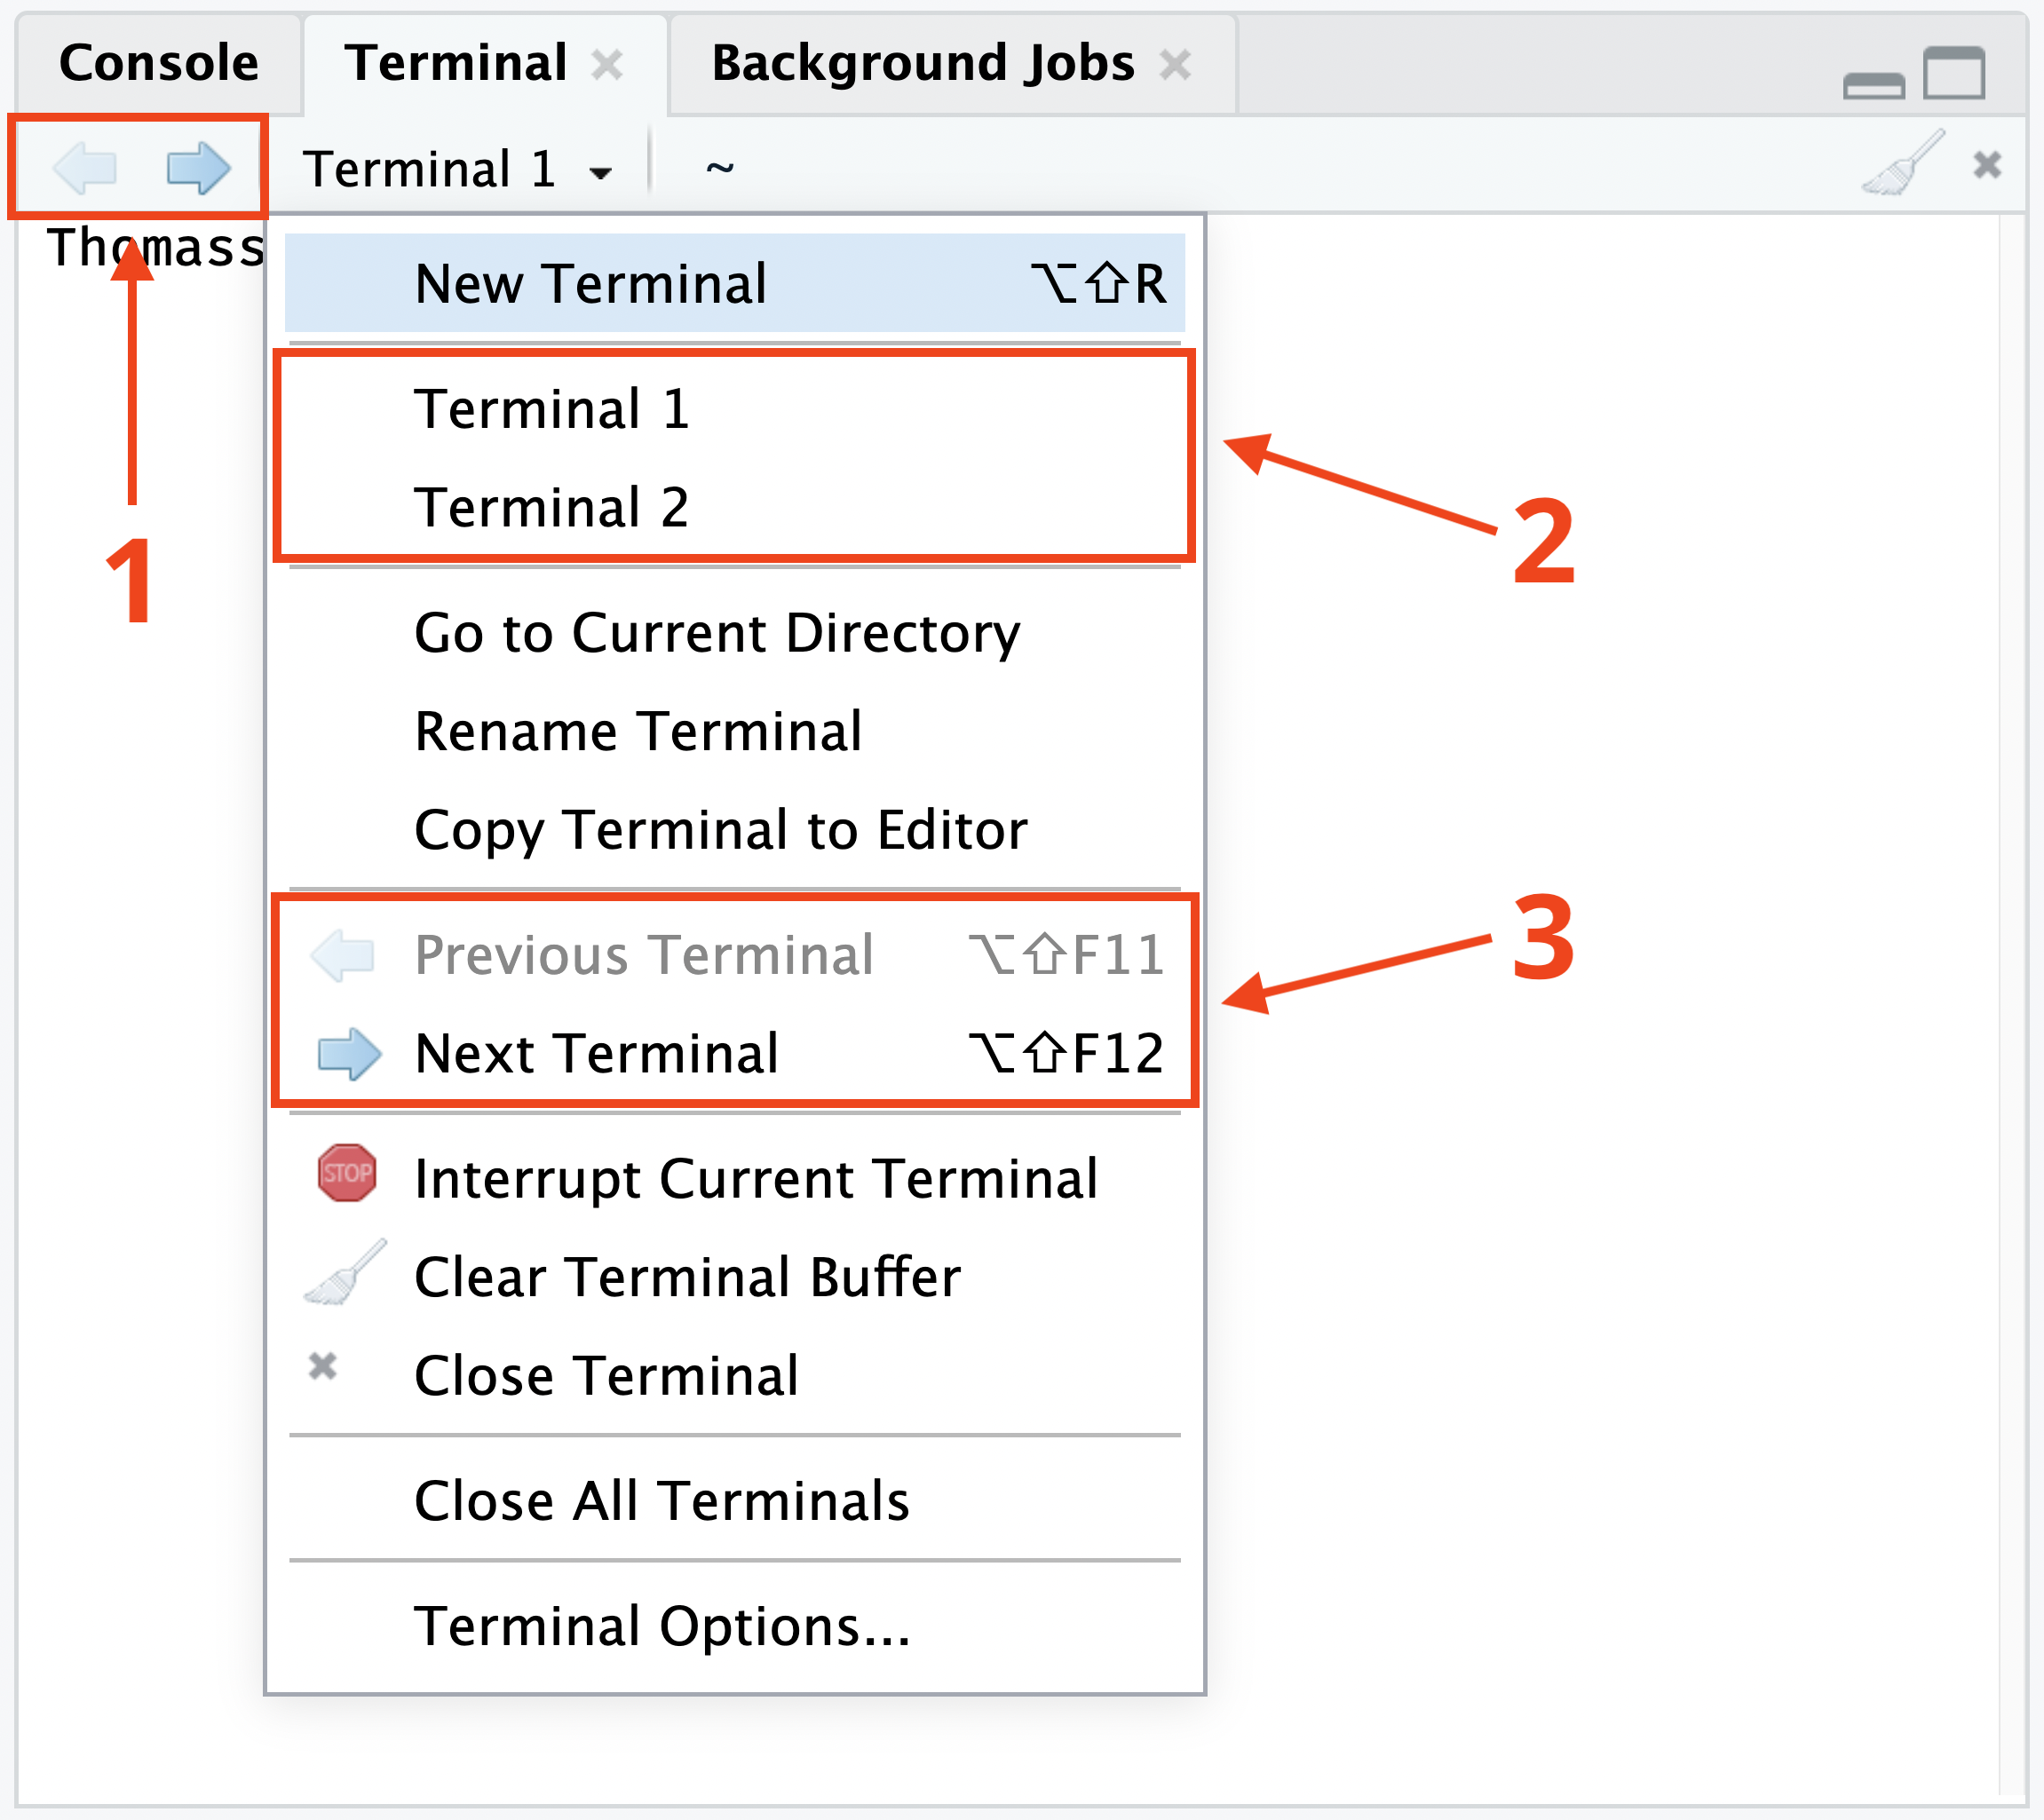 Console Terminal Background Jobs
Terminal 1 ~
Thomass
New Terminal ⌥⇧R
Terminal 1
Terminal 2
2
1
Go to Current Directory
Rename Terminal
Copy Terminal to Editor
3
Previous Terminal ⌥⇧F11
Next Terminal ⌥⇧F12
STOP Interrupt Current Terminal
Clear Terminal Buffer
Close Terminal
Close All Terminals
Terminal Options...